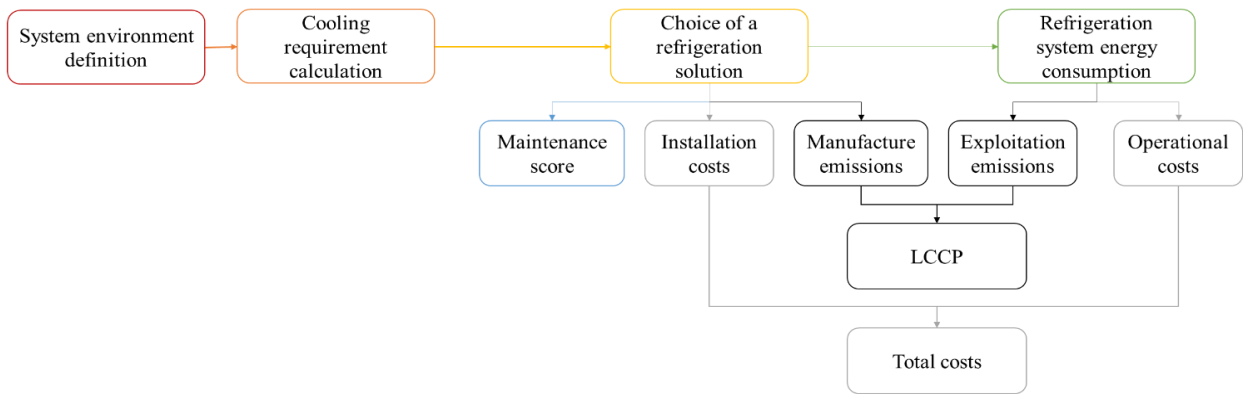 System environment
definition
Cooling
requirement
calculation
Choice of a
refrigeration
solution
Refrigeration
system energy
consumption
Maintenance
score
Installation
costs
Manufacture
emissions
Exploitation
emissions
Operational
costs
LCCP
Total costs